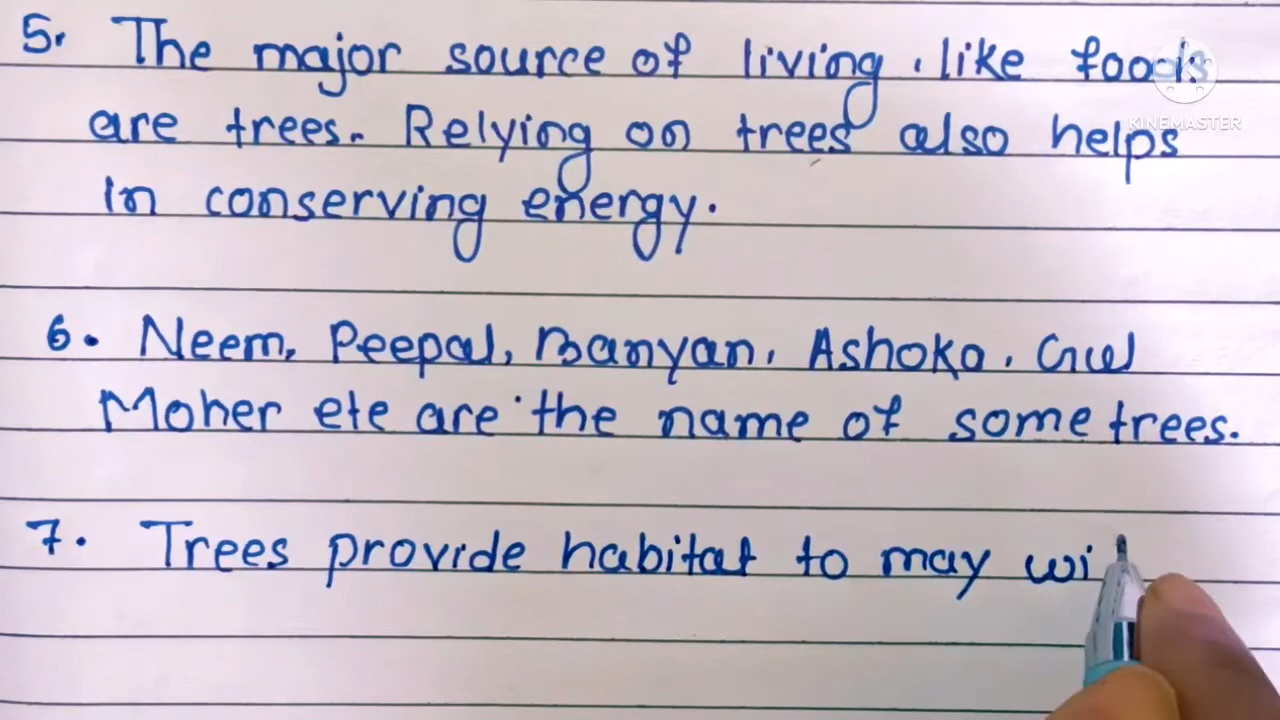 5. The major source of living, like foods
are trees. Relying on trees also helps
in conserving energy.
6. Neem, Peepal, Banyan, Ashoka, Gul
Moher etc are the name of some trees.
7. Trees provide habitat to may wi
KINEMASTER